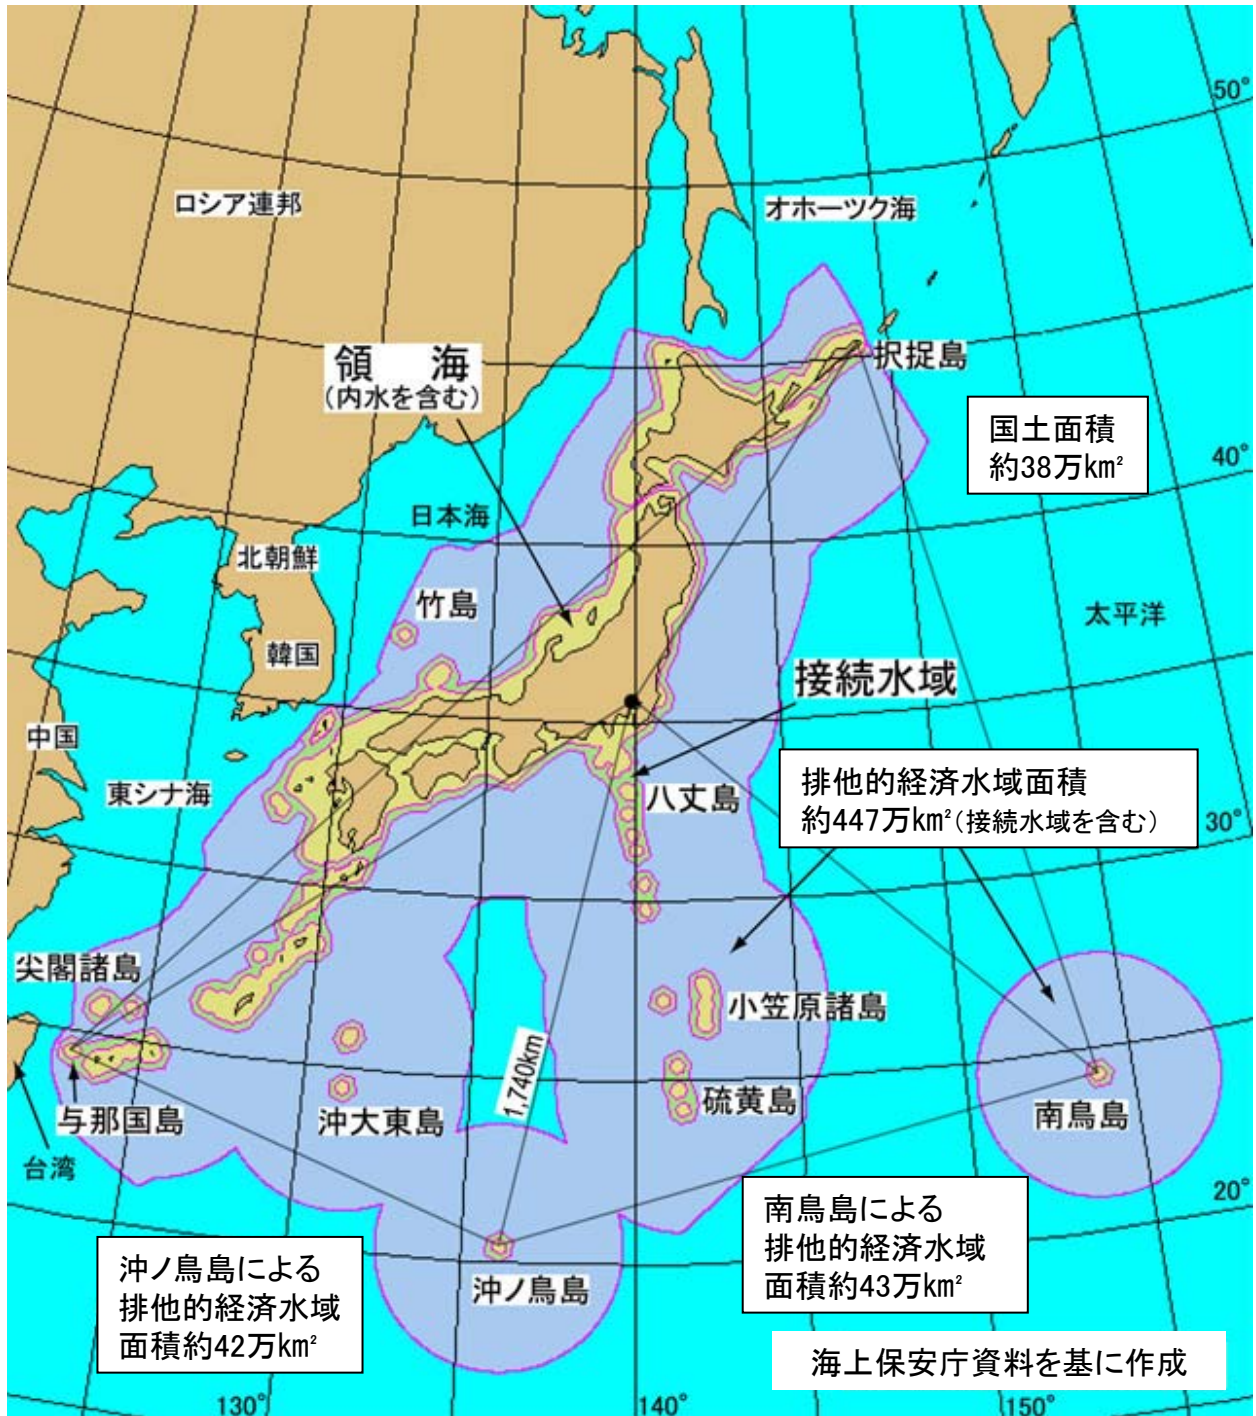 50°
ロシア連邦
オホーツク海
領 海
(内水を含む)
択捉島
国土面積
約38万km²
40°
日本海
北朝鮮
竹島
太平洋
韓国
接続水域
中国
排他的経済水域面積
約447万km²(接続水域を含む)
東シナ海
八丈島
30°
尖閣諸島
小笠原諸島
1,740km
硫黄島
与那国島
沖大東島
南鳥島
台湾
20°
南鳥島による
排他的経済水域
面積約43万km²
沖ノ鳥島による
排他的経済水域
面積約42万km²
沖ノ鳥島
海上保安庁資料を基に作成
130°
140°
150°